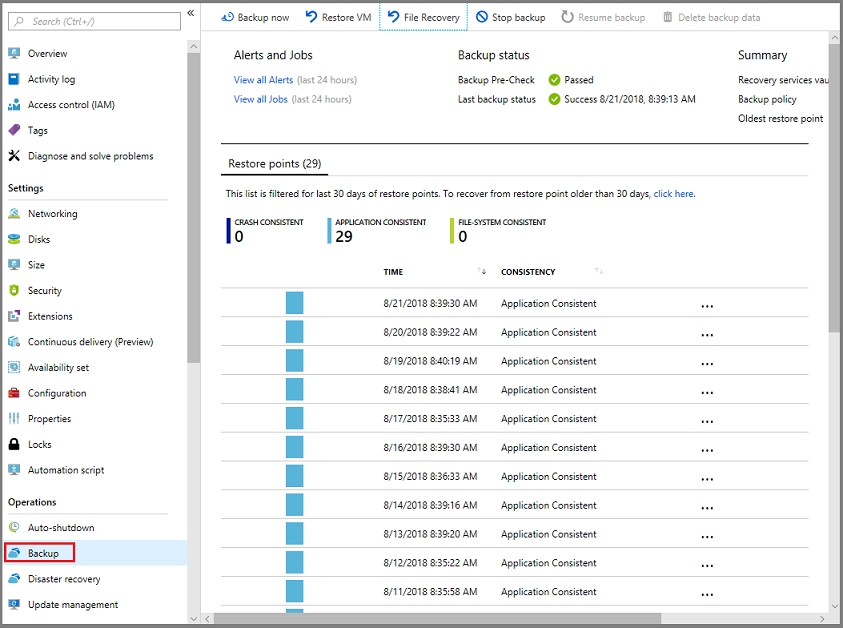 Search (Ctrl+/)
«
Backup now
Restore VM
File Recovery
Stop backup
Resume backup
Delete backup data
Overview
Activity log
Access control (IAM)
Tags
Diagnose and solve problems
Settings
Networking
Disks
Size
Security
Extensions
Continuous delivery (Preview)
Availability set
Configuration
Properties
Locks
Automation script
Operations
Auto-shutdown
Backup
Disaster recovery
Update management
Alerts and Jobs
View all Alerts (last 24 hours)
View all Jobs (last 24 hours)
Backup status
Backup Pre-Check Passed
Last backup status Success 8/21/2018, 8:39:13 AM
Summary
Recovery services vau
Backup policy
Oldest restore point
Restore points (29)
This list is filtered for last 30 days of restore points. To recover from restore point older than 30 days, click here.
CRASH CONSISTENT
0
APPLICATION CONSISTENT
29
FILE-SYSTEM CONSISTENT
0
TIME CONSISTENCY
8/21/2018 8:39:30 AM Application Consistent ...
8/20/2018 8:39:22 AM Application Consistent ...
8/19/2018 8:40:19 AM Application Consistent ...
8/18/2018 8:38:41 AM Application Consistent ...
8/17/2018 8:35:33 AM Application Consistent ...
8/16/2018 8:39:30 AM Application Consistent ...
8/15/2018 8:36:33 AM Application Consistent ...
8/14/2018 8:39:16 AM Application Consistent ...
8/13/2018 8:39:20 AM Application Consistent ...
8/12/2018 8:35:22 AM Application Consistent ...
8/11/2018 8:35:58 AM Application Consistent ...